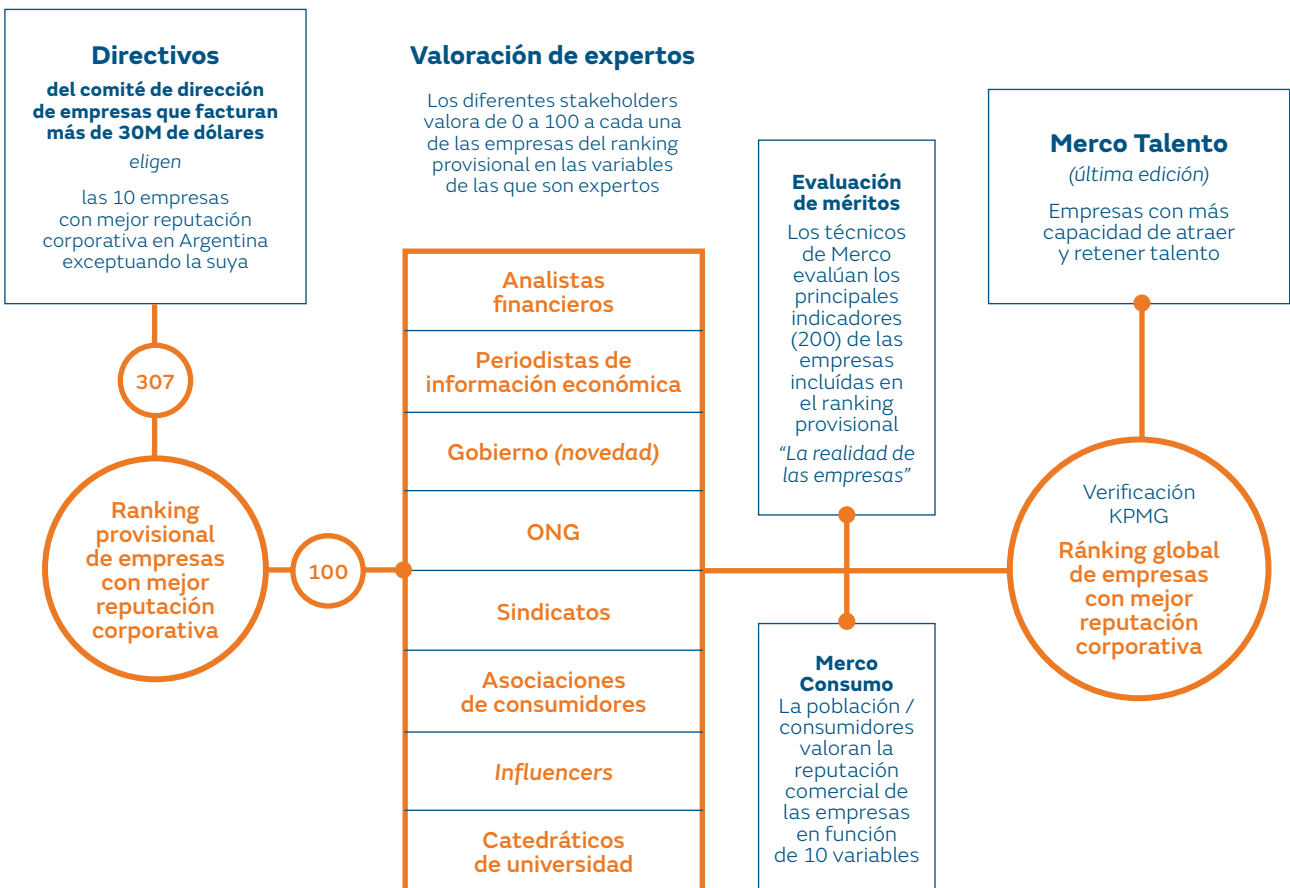 Directivos
del comité de dirección
de empresas que facturan
más de 30M de dólares
eligen
las 10 empresas
con mejor reputación
corporativa en Argentina
exceptuando la suya
307
Ranking
provisional
de empresas
con mejor
reputación
corporativa
100
Valoración de expertos
Los diferentes stakeholders
valora de 0 a 100 a cada una
de las empresas del ranking
provisional en las variables
de las que son expertos
Analistas
financieros
Periodistas de
información económica
Gobierno (novedad)
ONG
Sindicatos
Asociaciones
de consumidores
Influencers
Catedráticos
de universidad
Evaluación
de méritos
Los técnicos
de Merco
evalúan los
principales
indicadores
(200) de las
empresas
incluídas en
el ranking
provisional
“La realidad de
las empresas”
Merco
Consumo
La población /
consumidores
valoran la
reputación
comercial de
las empresas
en función
de 10 variables
Merco Talento
(última edición)
Empresas con más
capacidad de atraer
y retener talento
Verificación
KPMG
Ránking global
de empresas
con mejor
reputación
corporativa